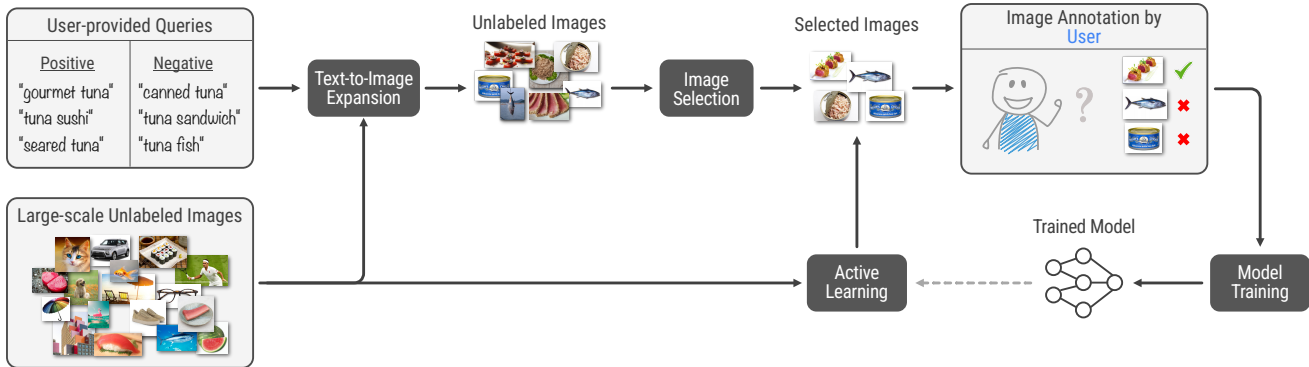 User-provided Queries
Positive
"gourmet tuna"
"tuna sushi"
"seared tuna"
Negative
"canned tuna"
"tuna sandwich"
"tuna fish"
Text-to-Image
Expansion
Unlabeled Images
Image
Selection
Selected Images
Image Annotation by
User
?
Large-scale Unlabeled Images
Active
Learning
Trained Model
Model
Training